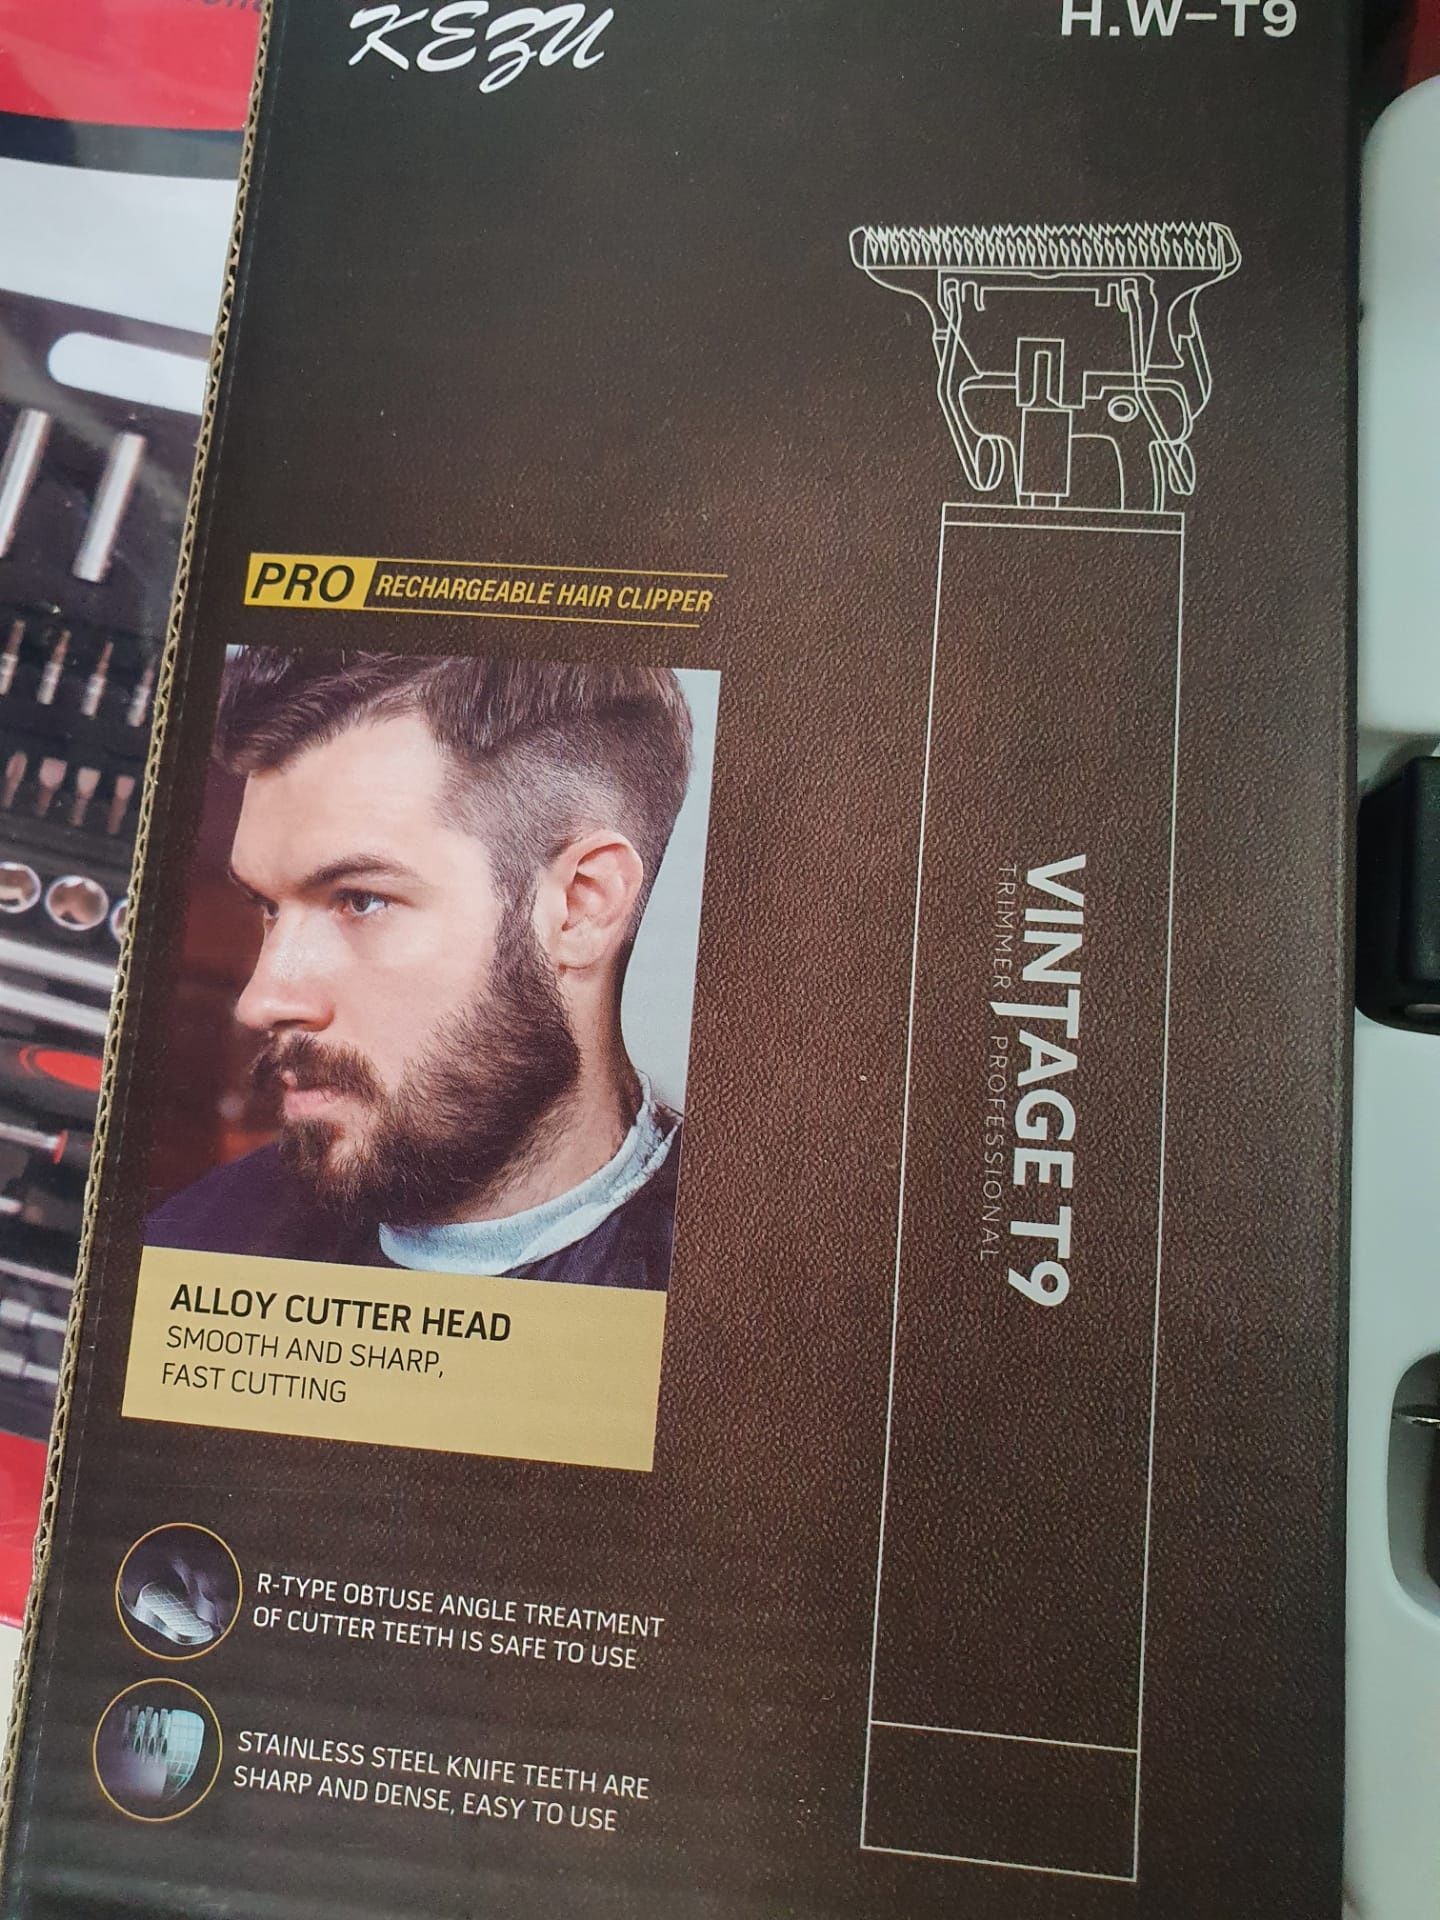 KEZU
H.W-T9
PRO RECHARGEABLE HAIR CLIPPER
VINTAGE T9
TRIMMER PROFESSIONAL
ALLOY CUTTER HEAD
SMOOTH AND SHARP,
FAST CUTTING
R-TYPE OBTUSE ANGLE TREATMENT
OF CUTTER TEETH IS SAFE TO USE
STAINLESS STEEL KNIFE TEETH ARE
SHARP AND DENSE, EASY TO USE